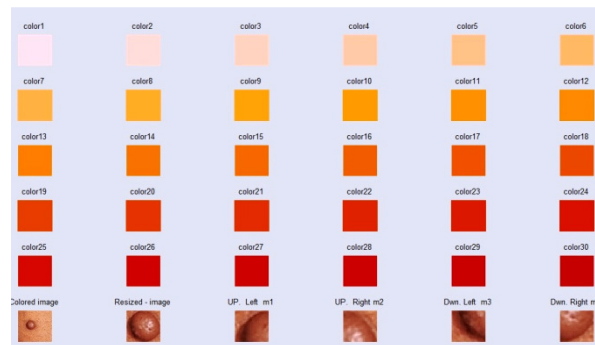 color1 color2 color3 color4 color5 color6
color7 color8 color9 color10 color11 color12
color13 color14 color15 color16 color17 color18
color19 color20 color21 color22 color23 color24
color25 color26 color27 color28 color29 color30
Colored image Resized - image UP. Left m1 UP. Right m2 Dwn. Left m3 Dwn. Right m